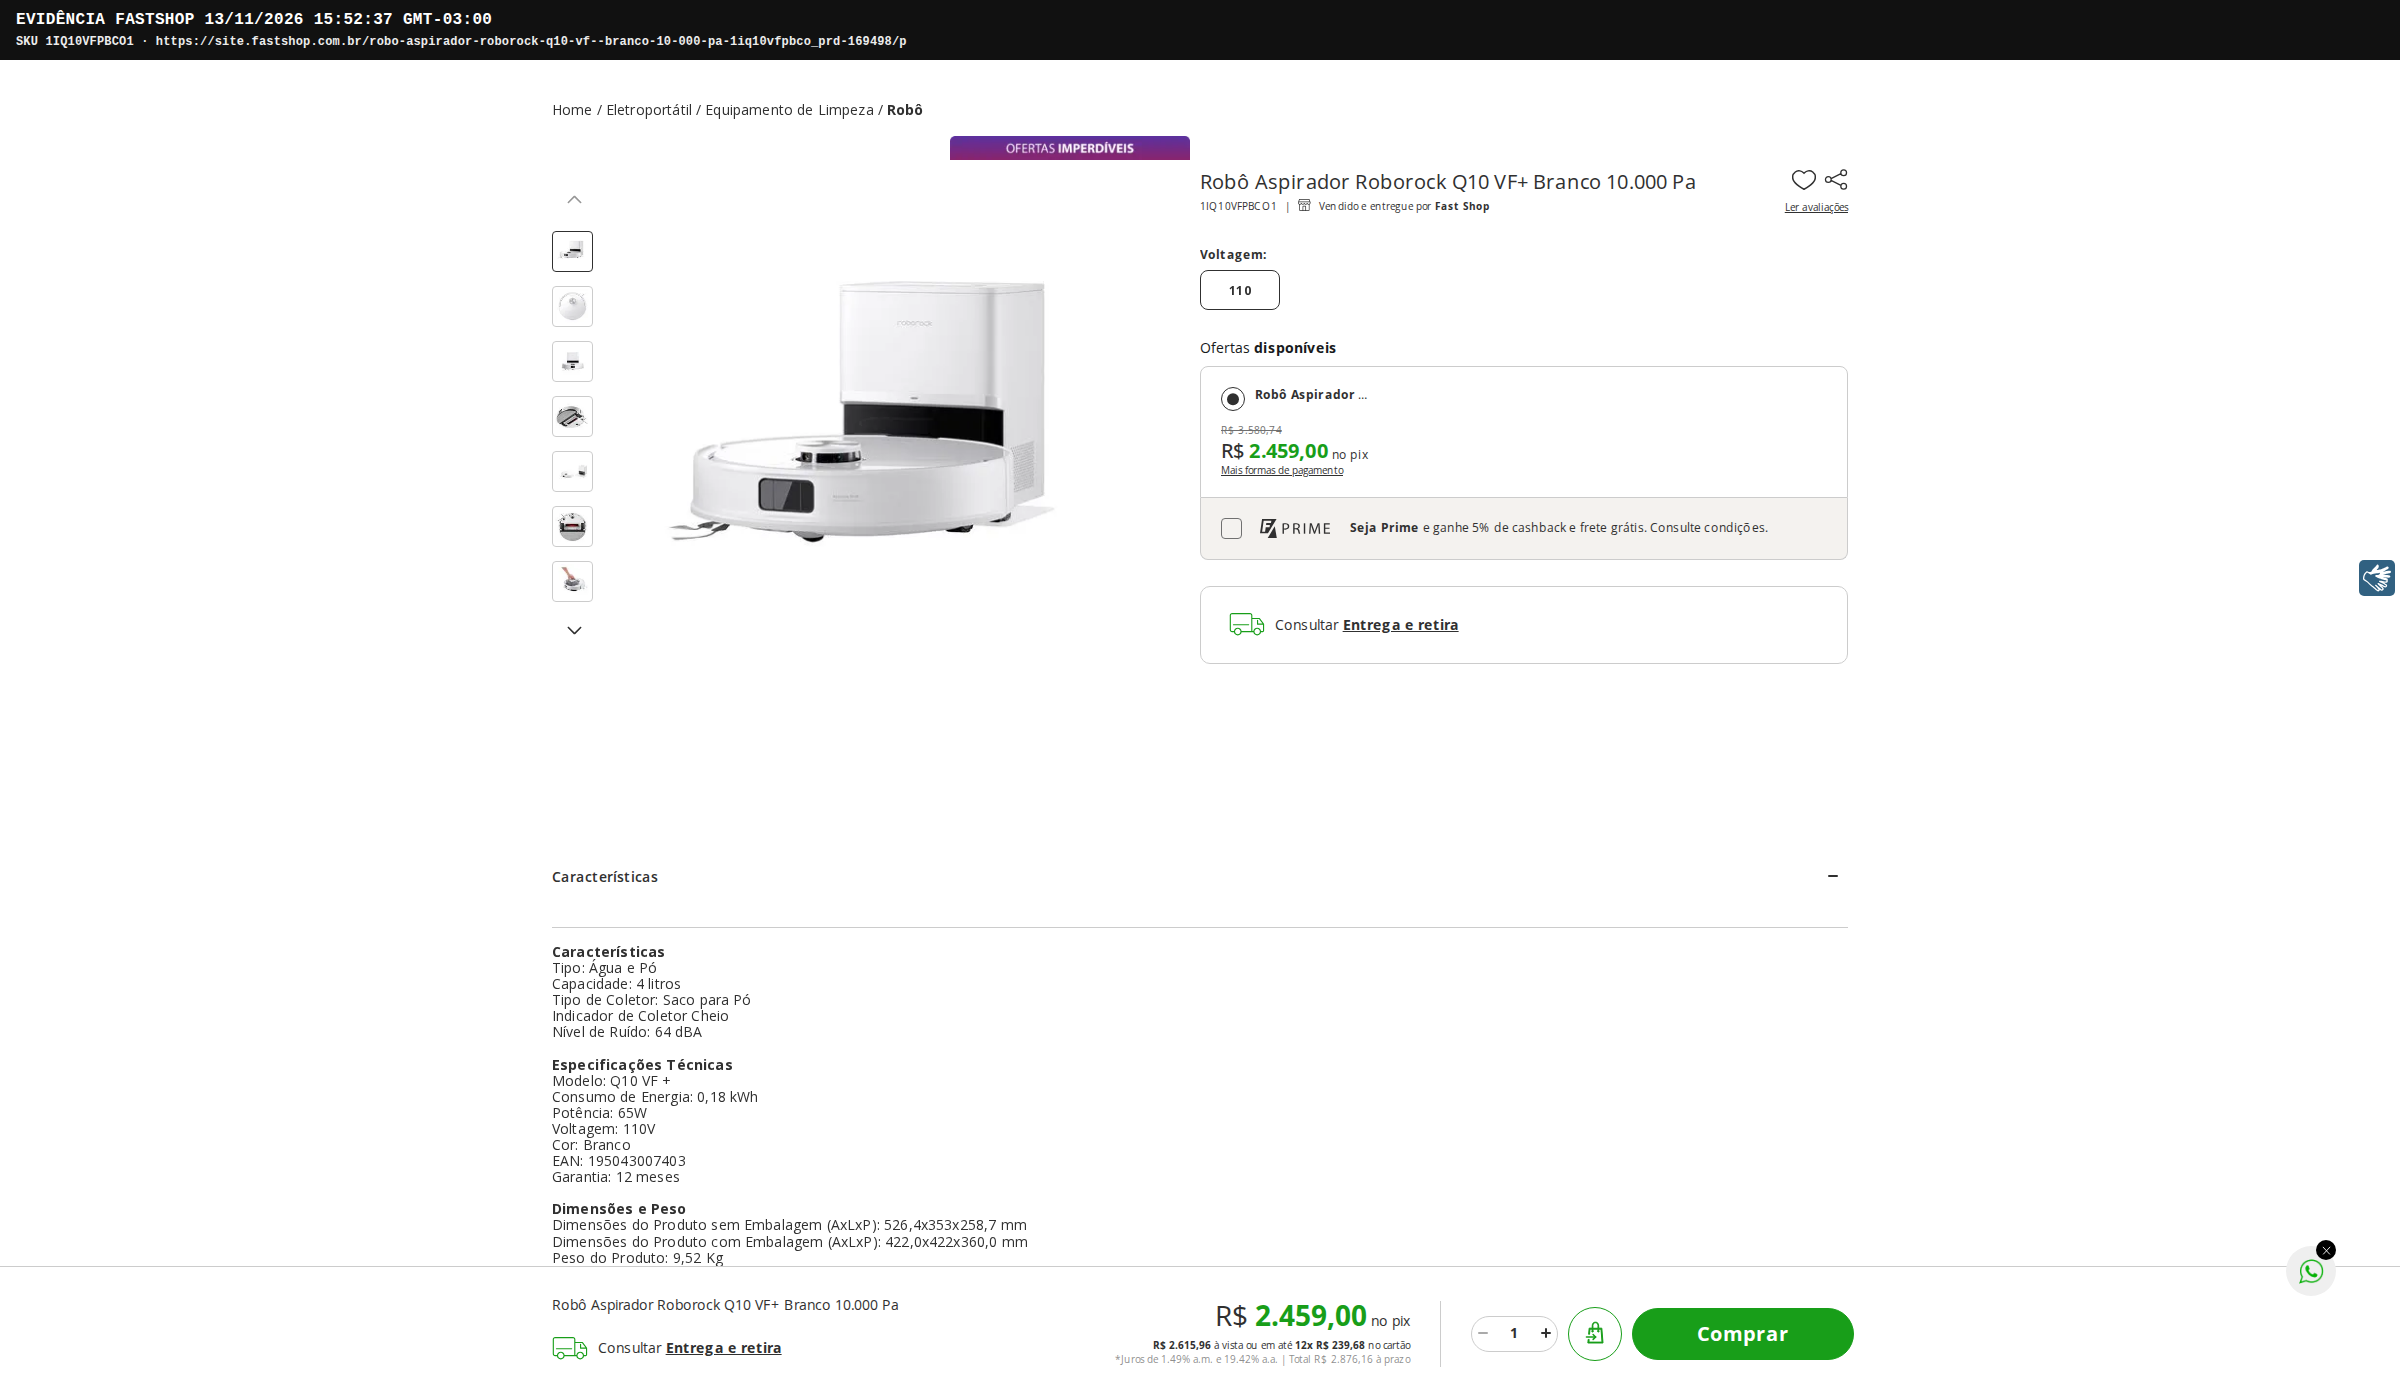 EVIDÊNCIA FASTSHOP 13/11/2026 15:52:37 GMT-03:00
SKU 1IQ10VFPBCO1 · https://site.fastshop.com.br/robo-aspirador-roborock-q10-vf--branco-10-000-pa-1iq10vfpbco_prd-169498/p
Home / Eletroportátil / Equipamento de Limpeza / Robô
OFERTAS IMPERDÍVEIS
Robô Aspirador Roborock Q10 VF+ Branco 10.000 Pa
1IQ10VFPBCO1 | Vendido e entregue por Fast Shop
Ler avaliações
Voltagem:
110
Ofertas disponíveis
Robô Aspirador ...
R$ 3.580,74
R$ 2.459,00 no pix
Mais formas de pagamento
PRIME Seja Prime e ganhe 5% de cashback e frete grátis. Consulte condições.
Consultar Entrega e retira
roborock
Características
Características
Tipo: Água e Pó
Capacidade: 4 litros
Tipo de Coletor: Saco para Pó
Indicador de Coletor Cheio
Nível de Ruído: 64 dBA
Especificações Técnicas
Modelo: Q10 VF +
Consumo de Energia: 0,18 kWh
Potência: 65W
Voltagem: 110V
Cor: Branco
EAN: 195043007403
Garantia: 12 meses
Dimensões e Peso
Dimensões do Produto sem Embalagem (AxLxP): 526,4x353x258,7 mm
Dimensões do Produto com Embalagem (AxLxP): 422,0x422x360,0 mm
Peso do Produto: 9,52 Kg
Robô Aspirador Roborock Q10 VF+ Branco 10.000 Pa
Consultar Entrega e retira
R$ 2.459,00 no pix
R$ 2.615,96 à vista ou em até 12x R$ 239,68 no cartão
*Juros de 1.49% a.m. e 19.42% a.a. | Total R$ 2.876,16 à prazo
1
Comprar